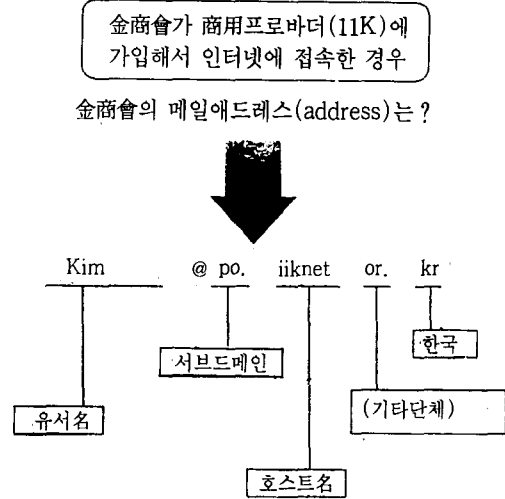 金商會가 商用프로바더(11K)에
가입해서 인터넷에 접속한 경우
金商會의 메일애드레스(address)는?
Kim @ po. iiknet or. kr
한국
서브드메인
(기타단체)
유서名
호스트名